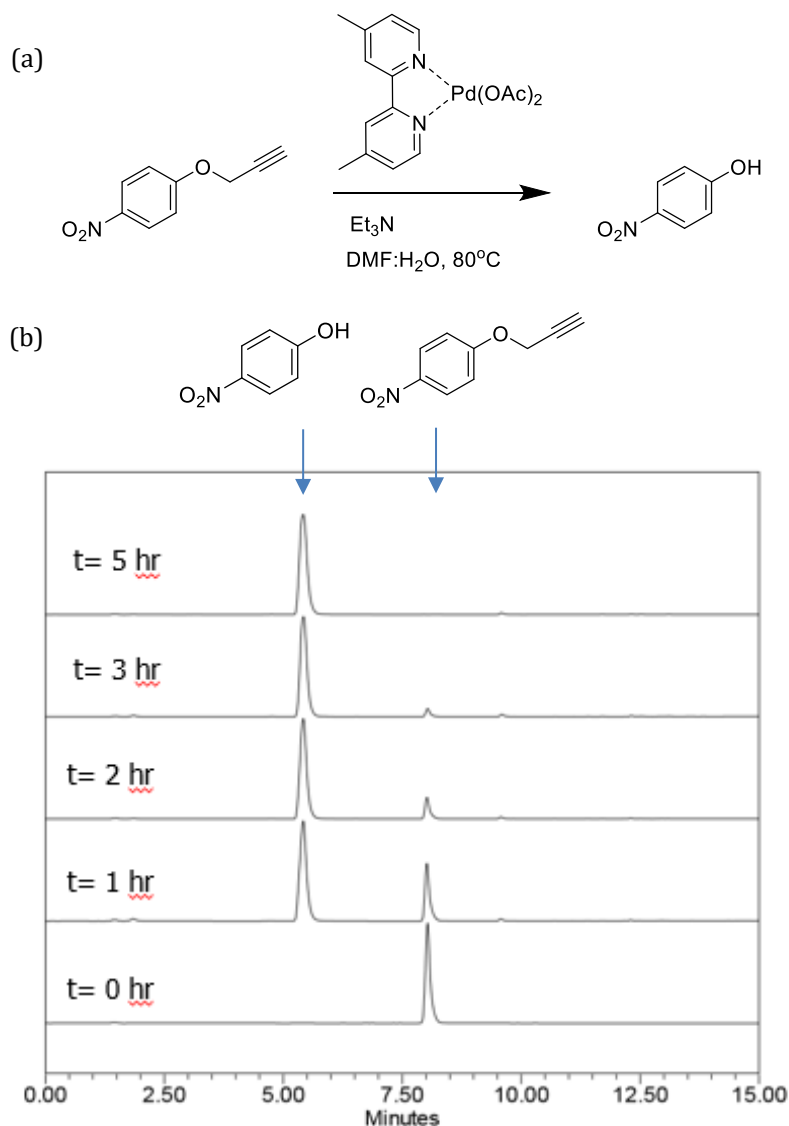 (a)
N
Pd(OAc)2
N
O
O2N
Et3N
DMF:H2O, 80oC
OH
O2N
(b)
OH
O2N
O
O2N
t= 5 hr
t= 3 hr
t= 2 hr
t= 1 hr
t= 0 hr
0.00 2.50 5.00 7.50 10.00 12.50 15.00
Minutes